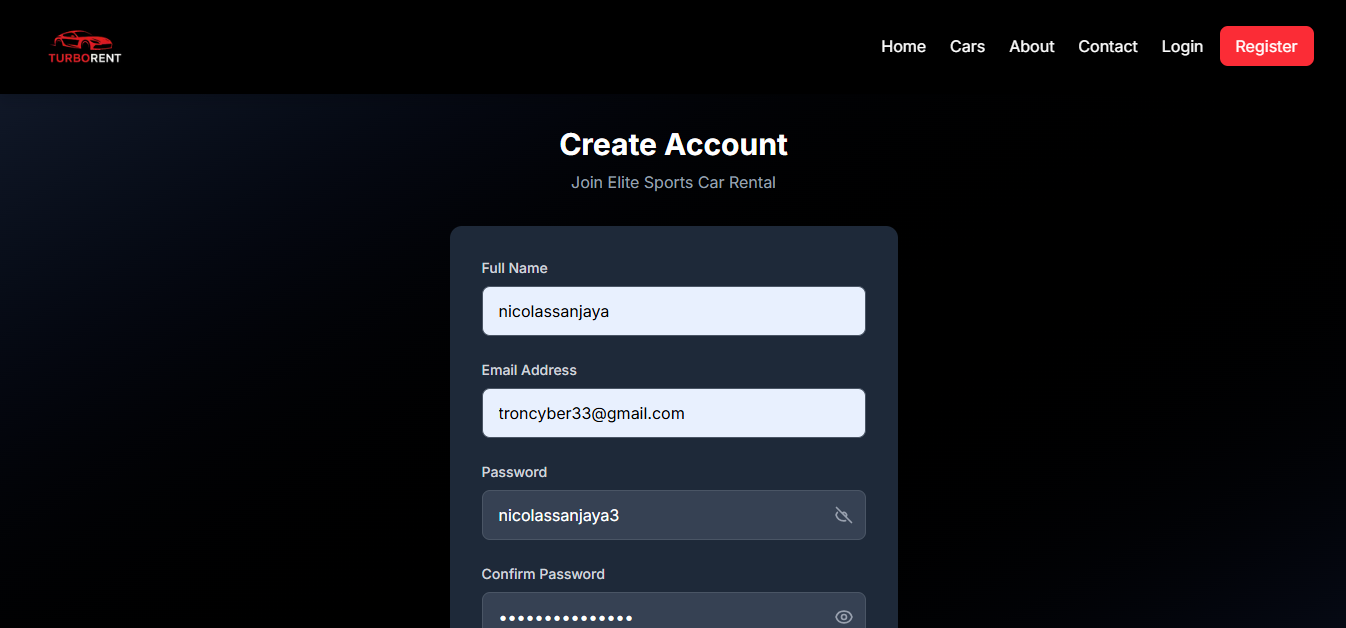 TURBORENT
Home Cars About Contact Login Register
Create Account
Join Elite Sports Car Rental
Full Name
nicolassanjaya
Email Address
troncyber33@gmail.com
Password
nicolassanjaya3
Confirm Password
•••••••••••••••